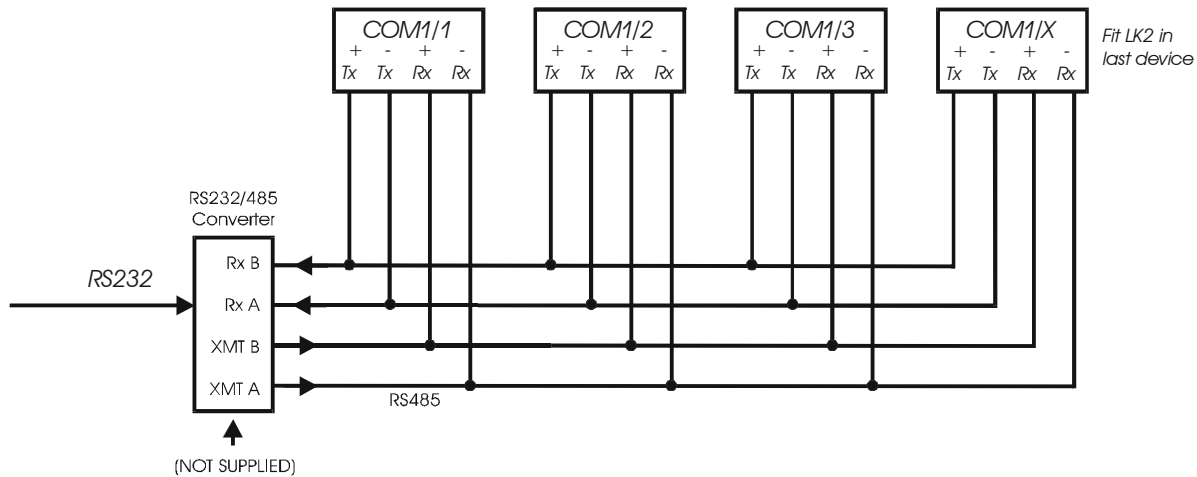 COM1/1
+ - + -
Tx Tx Rx Rx
COM1/2
+ - + -
Tx Tx Rx Rx
COM1/3
+ - + -
Tx Tx Rx Rx
COM1/X
+ - + -
Tx Tx Rx Rx
Fit LK2 in
last device
RS232/485
Converter
RS232
Rx B
Rx A
XMT B
XMT A
RS485
(NOT SUPPLIED)